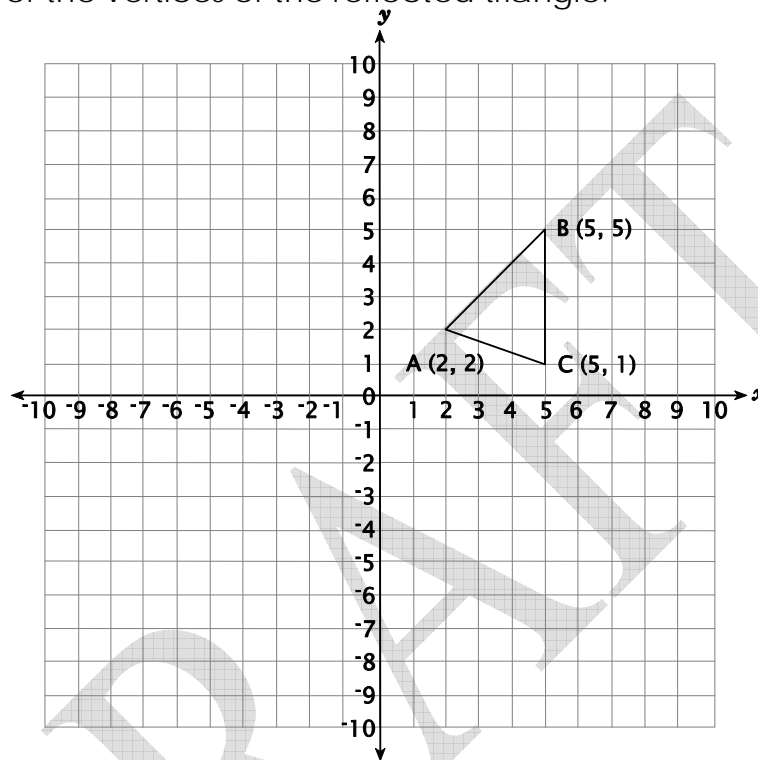 of the vertices of the reflected triangle.
y
10
9
8
7
6
5
B (5, 5)
4
3
2
A (2, 2)
1
C (5, 1)
0
x
-10 -9 -8 -7 -6 -5 -4 -3 -2 -1 1 2 3 4 5 6 7 8 9 10
-1
-2
-3
-4
-5
-6
-7
-8
-9
-10
RAFT